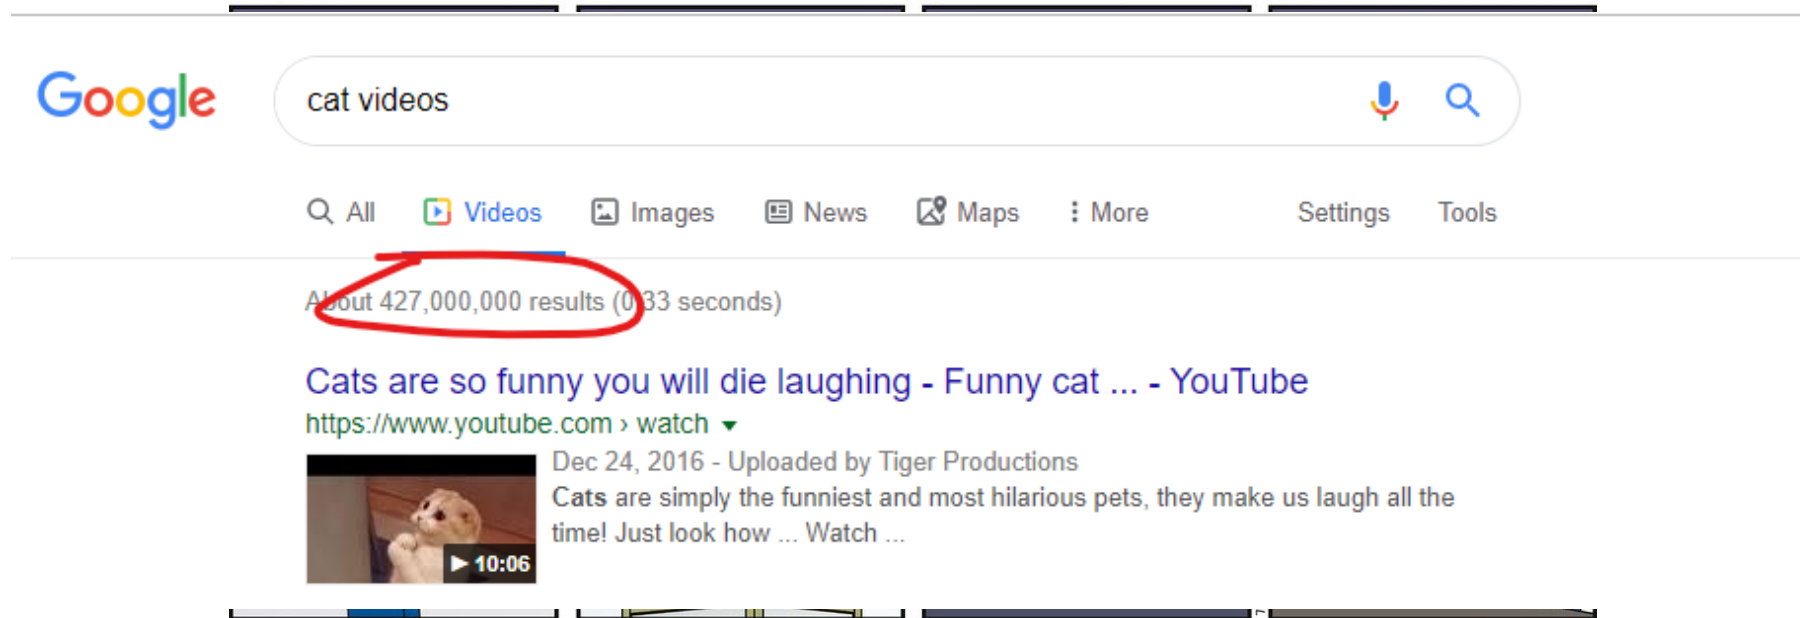 Google
cat videos
All Videos Images News Maps More Settings Tools
About 427,000,000 results (0.33 seconds)
Cats are so funny you will die laughing - Funny cat ... - YouTube
https://www.youtube.com › watch
Dec 24, 2016 - Uploaded by Tiger Productions
Cats are simply the funniest and most hilarious pets, they make us laugh all the
time! Just look how ... Watch ...
10:06